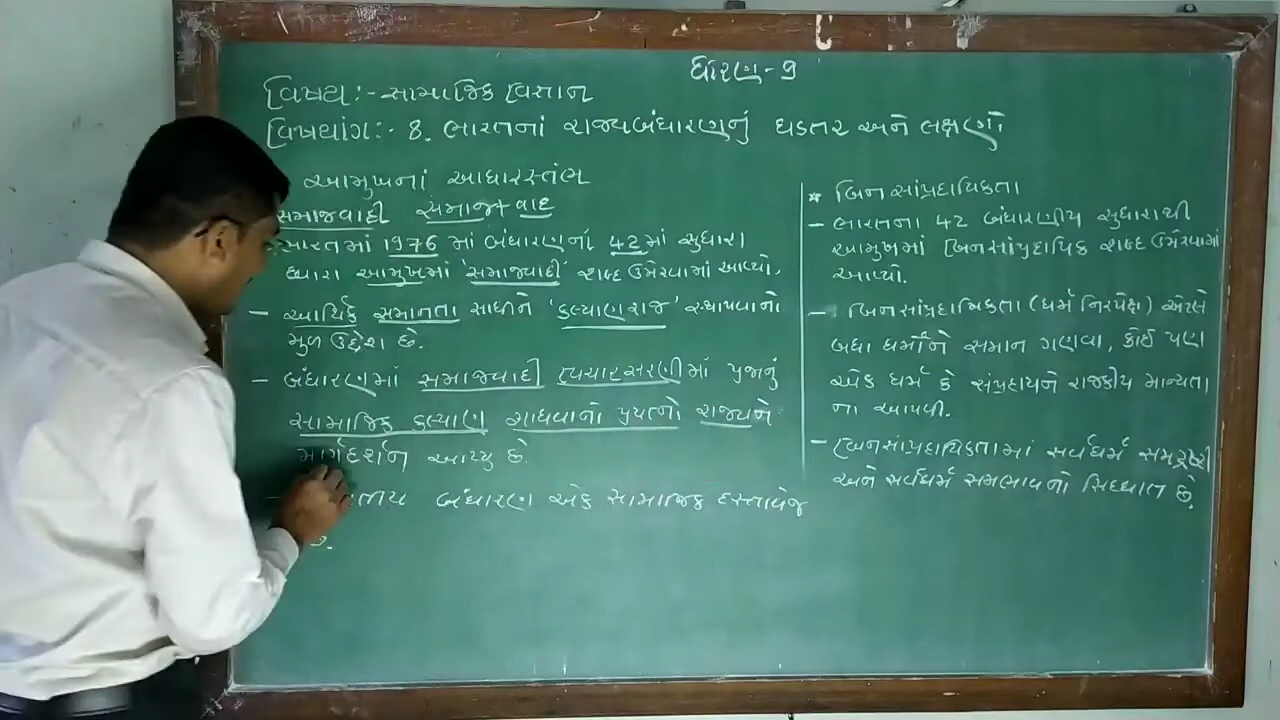 ધોરણ - 9
વિષય :- સામાજિક વિજ્ઞાન
વિષયાંગ :- 8. ભારતનાં રાજ્યબંધારણનું ઘડતર અને લક્ષણો
આમુખનાં આધારસ્તંભ
સમાજવાદી સમાજ + વાદ
ભારતમાં 1976 માં બંધારણનાં 42માં સુધારા
દ્વારા આમુખમાં 'સમાજવાદી' શબ્દ ઉમેરવામાં આવ્યો.
– આર્થિક સમાનતા સાધીને 'કલ્યાણરાજ' સ્થાપવાનો
મુળ ઉદ્દેશ છે.
– બંધારણમાં સમાજવાદી વિચારસરણીમાં પ્રજાનું
સામાજિક કલ્યાણ સાધવાનો પ્રયત્નો રાજ્યને
માર્ગદર્શન આપ્યુ છે.
બંધારણ એક સામાજિક દસ્તાવેજ
છે.
* બિનસાંપ્રદાયિકતા
– ભારતના 42 બંધારણીય સુધારાથી
આમુખમાં બિનસાંપ્રદાયિક શબ્દ ઉમેરવામાં
આવ્યો.
– બિનસાંપ્રદાયિકતા (ધર્મ નિરપેક્ષ) એટલે
બધા ધર્મોને સમાન ગણવા, કોઈ પણ
એક ધર્મ કે સંપ્રદાયને રાજકીય માન્યતા
ના આપવી.
– બિનસાંપ્રદાયિકતામાં સર્વધર્મ સમદ્રષ્ટી
અને સર્વધર્મ સમભાવનો સિદ્ધાંત છે.